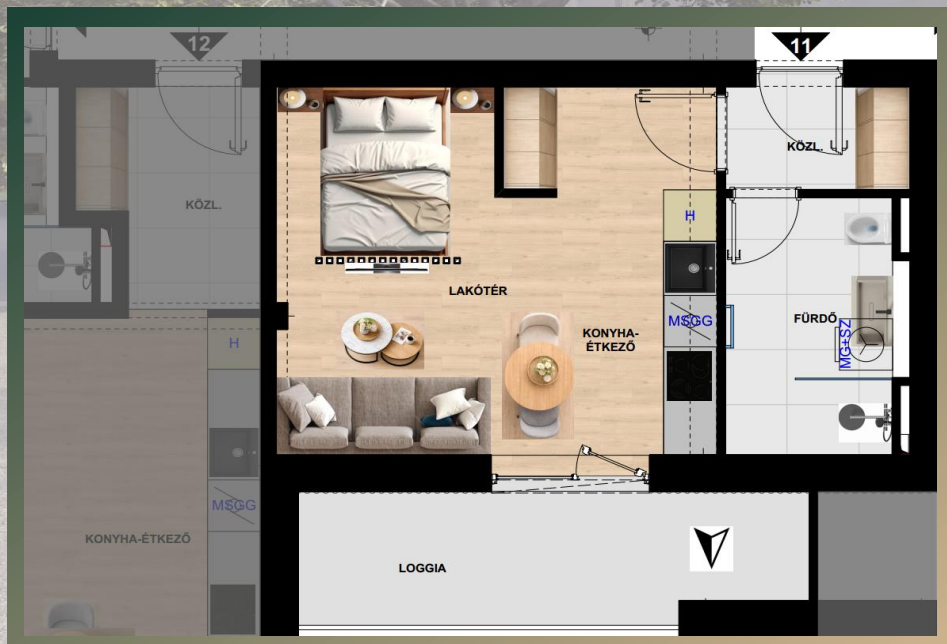 12
11
KÖZL.
KÖZL.
H
LAKÓTÉR
MSGG
FÜRDŐ
KONYHA-
ÉTKEZŐ
MG+SZ
H
MSGG
KONYHA-ÉTKEZŐ
LOGGIA